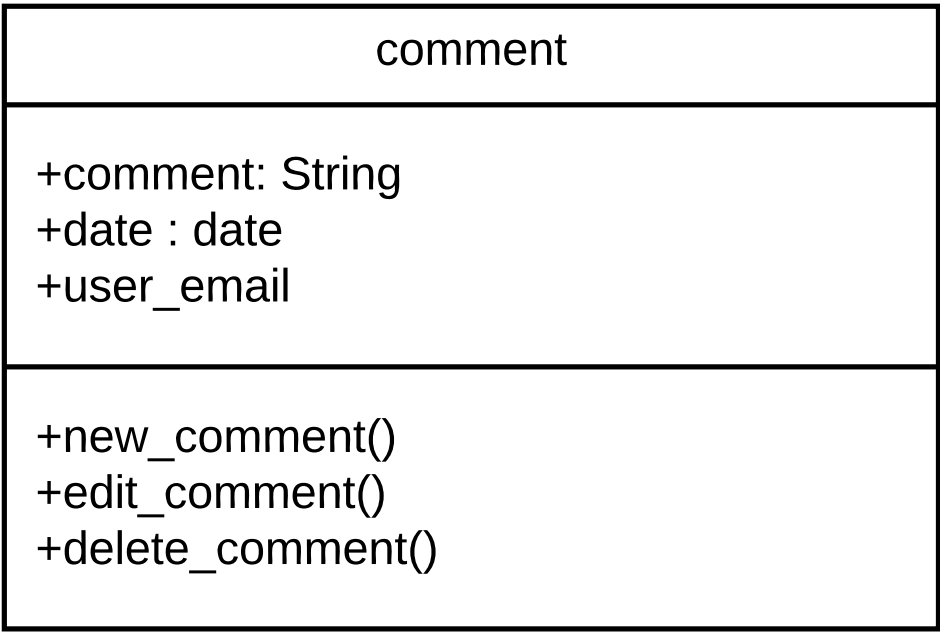 comment
+comment: String
+date : date
+user_email
+new_comment()
+edit_comment()
+delete_comment()